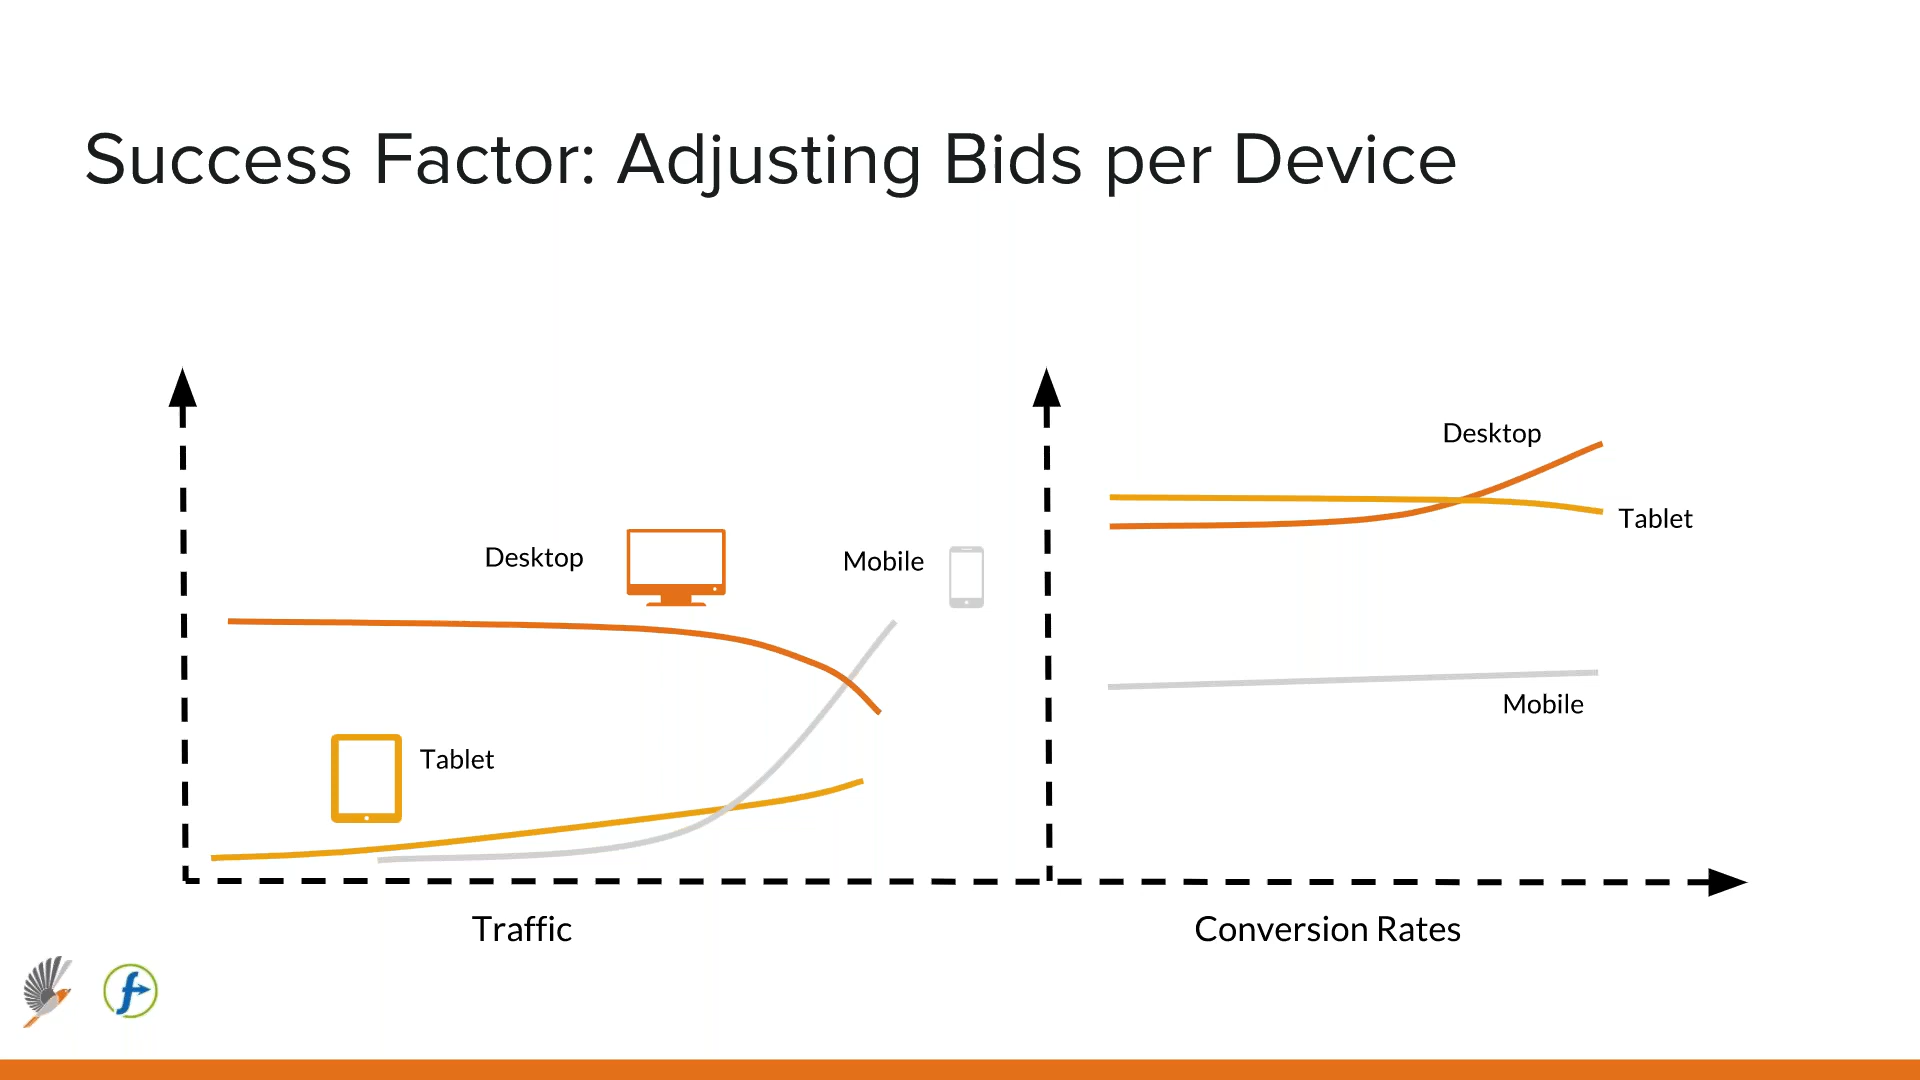 Success Factor: Adjusting Bids per Device
Desktop
Mobile
Tablet
Traffic
Desktop
Tablet
Mobile
Conversion Rates